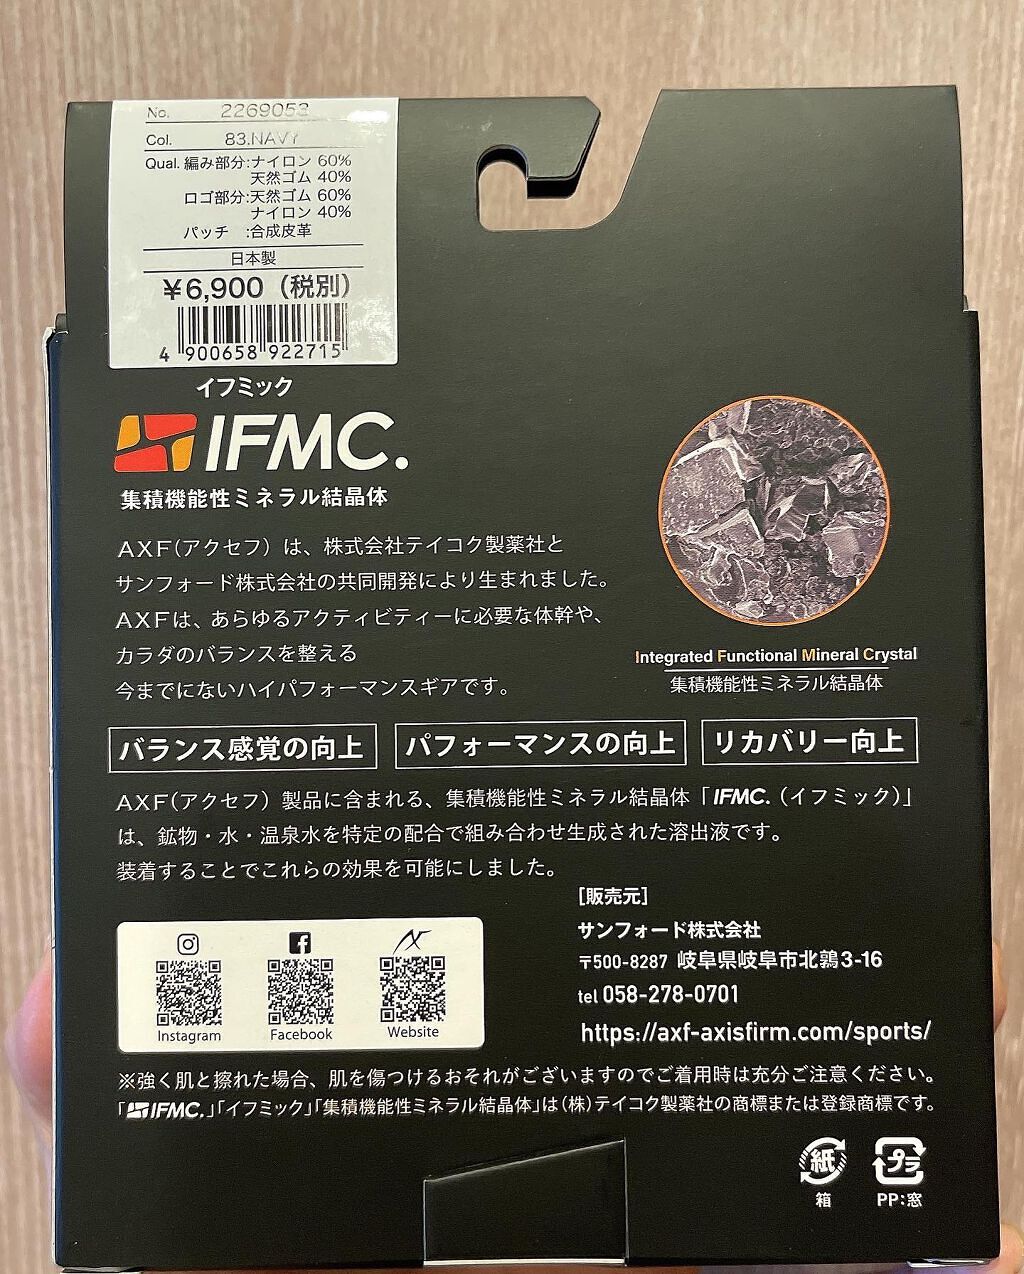 No. 2269053
Col. 83.NAVY
Qual. 編み部分:ナイロン 60%
天然ゴム 40%
ロゴ部分:天然ゴム 60%
ナイロン 40%
パッチ :合成皮革
日本製
¥6,900(税別)
4 900658 922715
イフミック
IFMC.
集積機能性ミネラル結晶体
AXF(アクセフ)は、株式会社テイコク製薬社と
サンフォード株式会社の共同開発により生まれました。
AXFは、あらゆるアクティビティーに必要な体幹や、
カラダのバランスを整える
今までにないハイパフォーマンスギアです。
Integrated Functional Mineral Crystal
集積機能性ミネラル結晶体
バランス感覚の向上 パフォーマンスの向上 リカバリー向上
AXF(アクセフ)製品に含まれる、集積機能性ミネラル結晶体「IFMC.(イフミック)」
は、鉱物・水・温泉水を特定の配合で組み合わせ生成された溶出液です。
装着することでこれらの効果を可能にしました。
[販売元]
サンフォード株式会社
〒500-8287 岐阜県岐阜市北鶉3-16
tel 058-278-0701
https://axf-axisfirm.com/sports/
Instagram Facebook Website
※強く肌と擦れた場合、肌を傷つけるおそれがございますのでご着用時は充分ご注意ください。
「IFMC.」「イフミック」「集積機能性ミネラル結晶体」は(株)テイコク製薬社の商標または登録商標です。
紙 プラ
箱 PP:窓